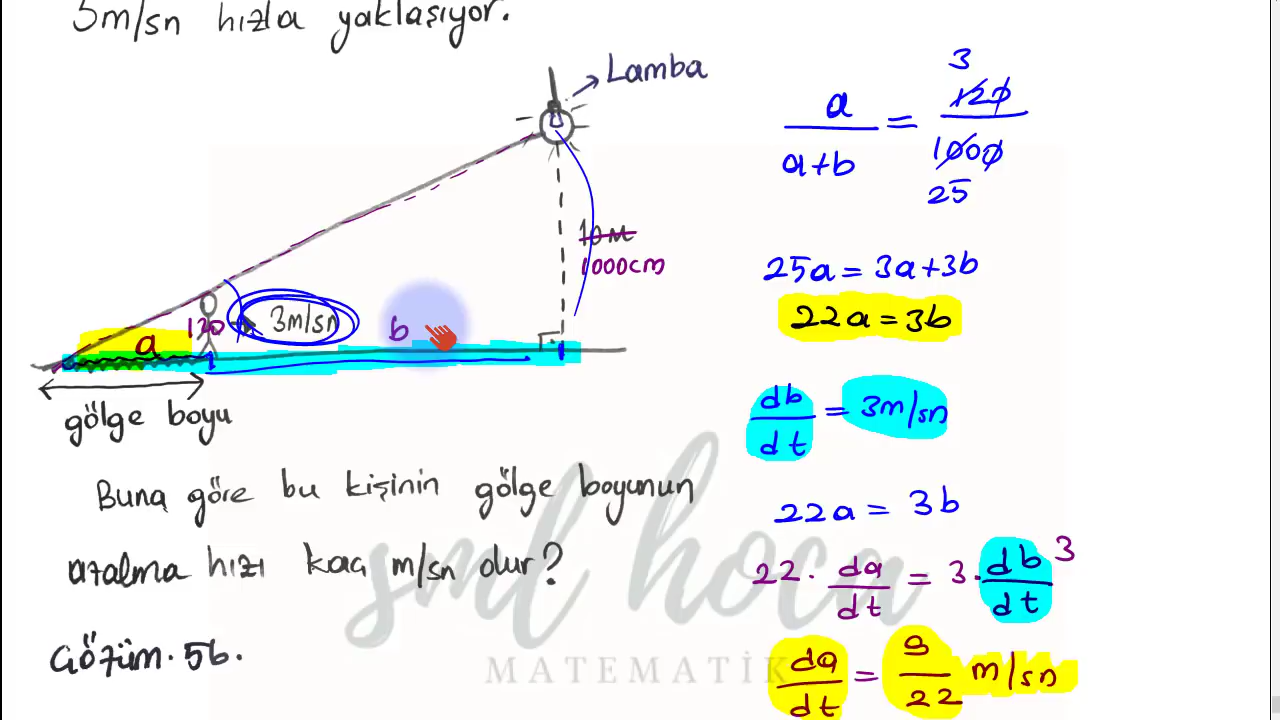 5m/sn hızla yaklaşıyor.
Lamba
10m
1000cm
120
3m/sn
b
a
gölge boyu
Buna göre bu kişinin gölge boyunun
azalma hızı kaç m/sn olur?
Çözüm. 56.
a / a+b = 120 / 1000
3
25
25a = 3a+3b
22a = 3b
db/dt = 3m/sn
22a = 3b
22. da/dt = 3. db/dt 3
da/dt = 9/22 m/sn
sml hoca
MATEMATİK